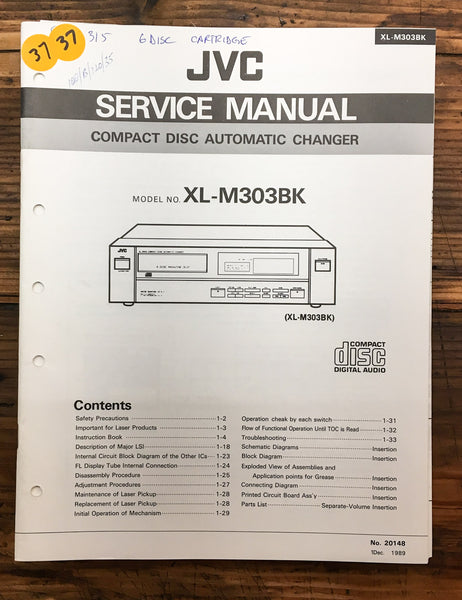 XL-M303BK
37 37 315 6 DISC CARTRIDGE
JVC
SERVICE MANUAL
COMPACT DISC AUTOMATIC CHANGER
MODEL NO. XL-M303BK
JVC
(XL-M303BK)
COMPACT
disc
DIGITAL AUDIO
Contents
Safety Precautions 1-2
Important for Laser Products 1-3
Instruction Book 1-4
Description of Major LSI 1-18
Internal Circuit Block Diagram of the Other ICs 1-23
FL Display Tube Internal Connection 1-24
Disassembly Procedure 1-25
Adjustment Procedures 1-27
Maintenance of Laser Pickup 1-28
Replacement of Laser Pickup 1-28
Initial Operation of Mechanism 1-29
Operation cheak by each switch 1-31
Flow of Functional Operation Until TOC is Read 1-32
Troubleshooting 1-33
Schematic Diagrams Insertion
Block Diagram Insertion
Exploded View of Assemblies and
Application points for Grease Insertion
Connecting Diagram Insertion
Printed Circuit Board Ass'y Insertion
Parts List Separate-Volume Insertion
No. 20148
1Dec. 1989